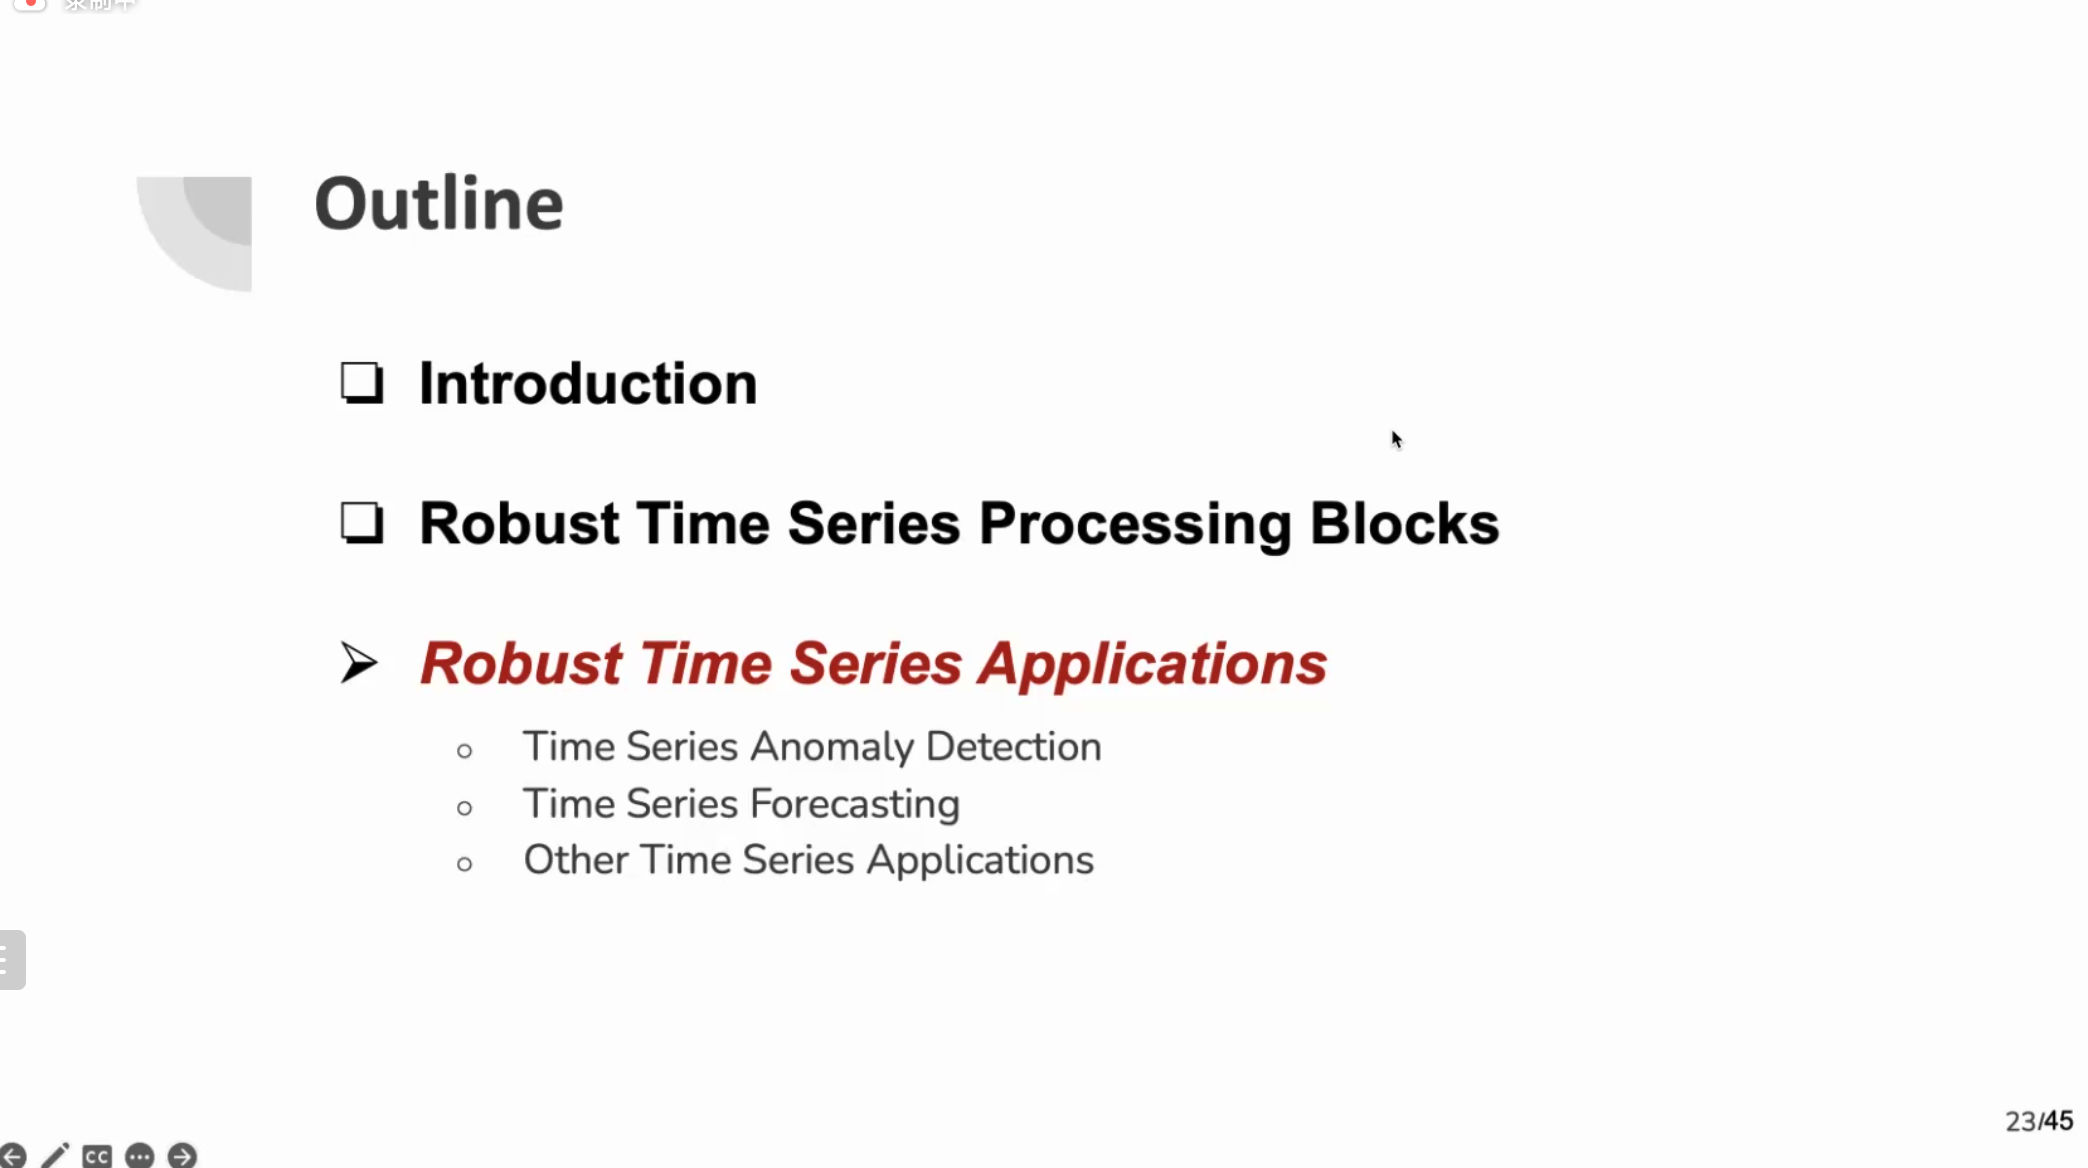 Outline
Introduction
Robust Time Series Processing Blocks
Robust Time Series Applications
Time Series Anomaly Detection
Time Series Forecasting
Other Time Series Applications
23/45
CC